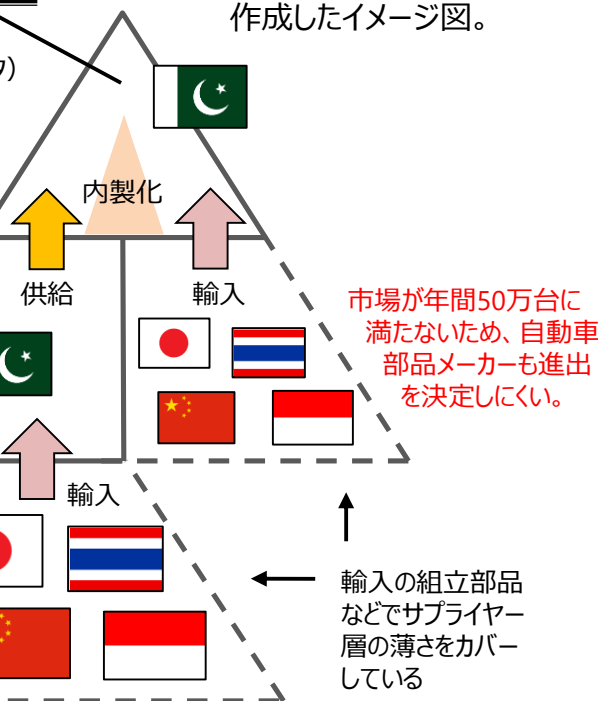 作成したイメージ図。
ク)
内製化
供給
輸入
市場が年間50万台に
満たないため、自動車
部品メーカーも進出
を決定しにくい。
輸入
輸入の組立部品
などでサプライヤー
層の薄さをカバー
している